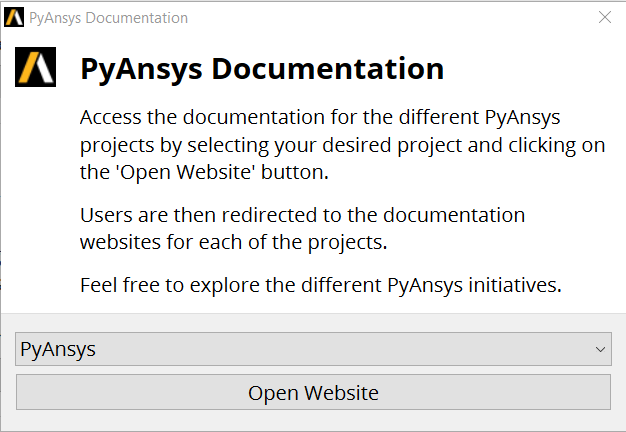 PyAnsys Documentation
PyAnsys Documentation
Access the documentation for the different PyAnsys
projects by selecting your desired project and clicking on
the 'Open Website' button.
Users are then redirected to the documentation
websites for each of the projects.
Feel free to explore the different PyAnsys initiatives.
PyAnsys
Open Website